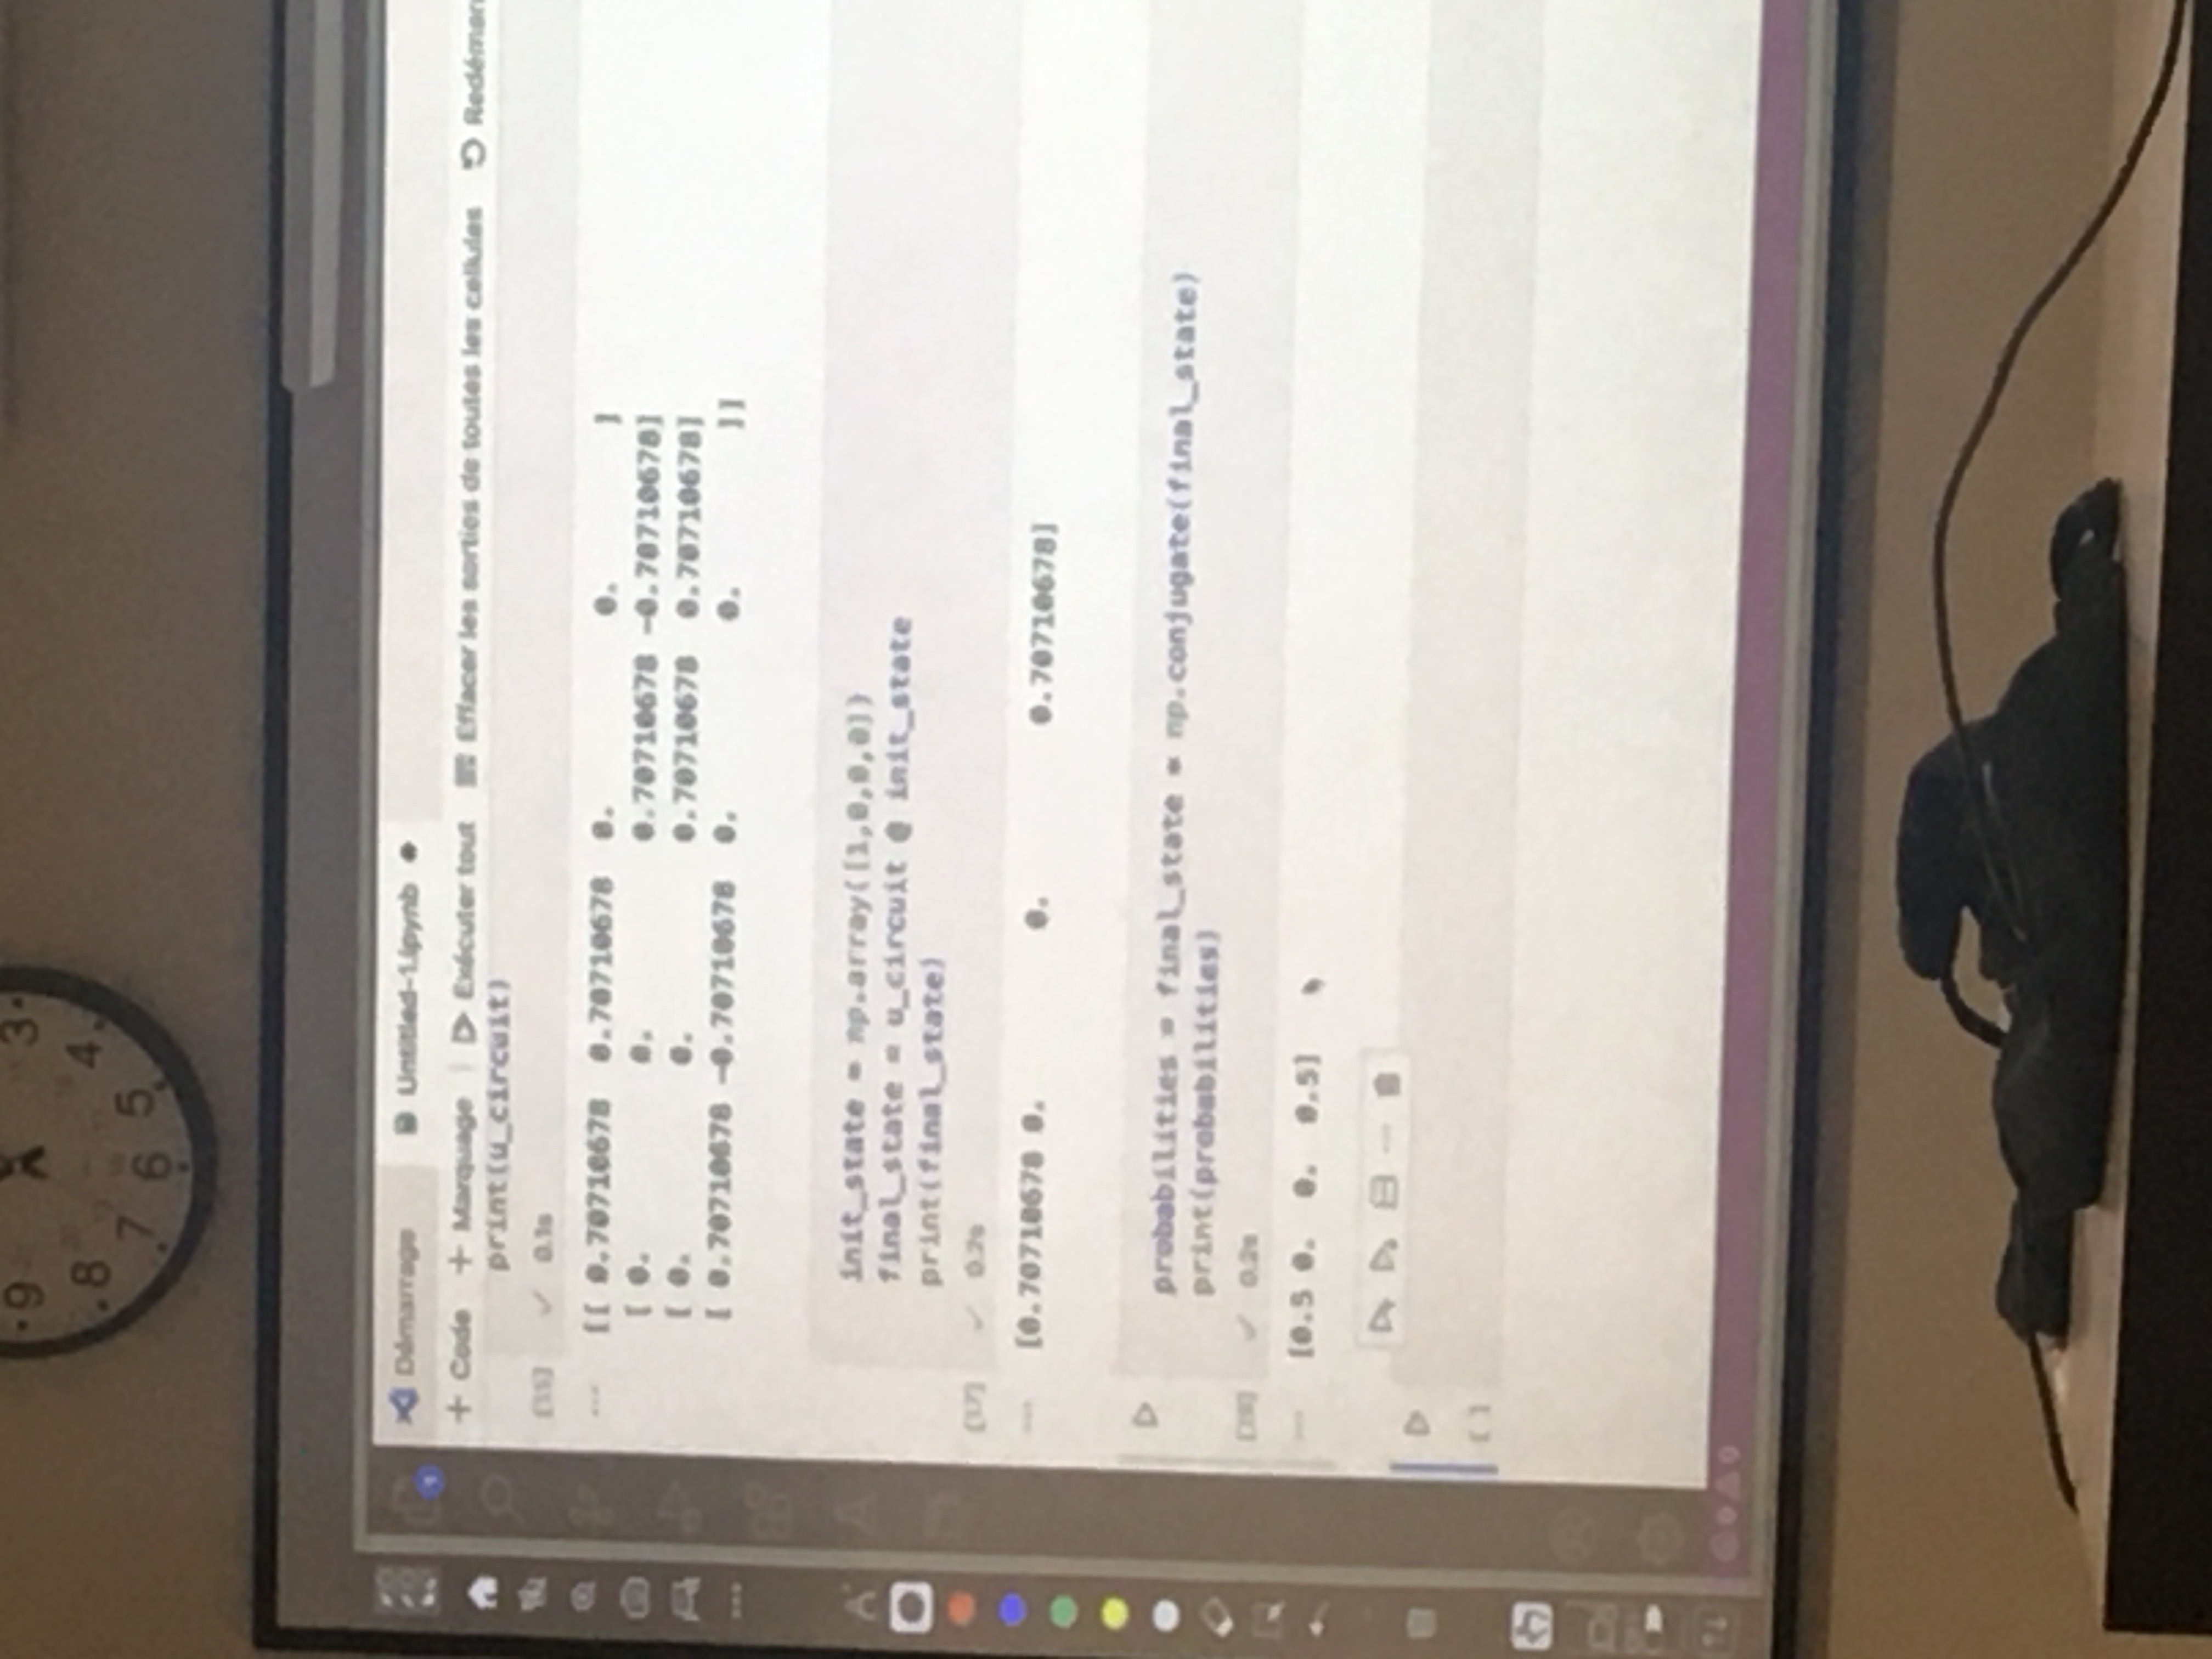 9 3
8 4
7 6 5
Démarrage Untitled-1.ipynb
+ Code + Marquage Exécuter tout Effacer les sorties de toutes les cellules Redémar
print(u_circuit)
[15] ✓ 0.1s
[[ 0.70710678 0.70710678 0. 0. ]
[ 0. 0. 0.70710678 -0.70710678]
[ 0. 0. 0.70710678 0.70710678]
[ 0.70710678 -0.70710678 0. 0. ]]
init_state = np.array([1,0,0,0])
final_state = u_circuit @ init_state
print(final_state)
[17] ✓ 0.2s
[0.70710678 0. 0. 0.70710678]
probabilities = final_state * np.conjugate(final_state)
print(probabilities)
✓ 0.2s
[0.5 0. 0. 0.5]
[ ]
0 0